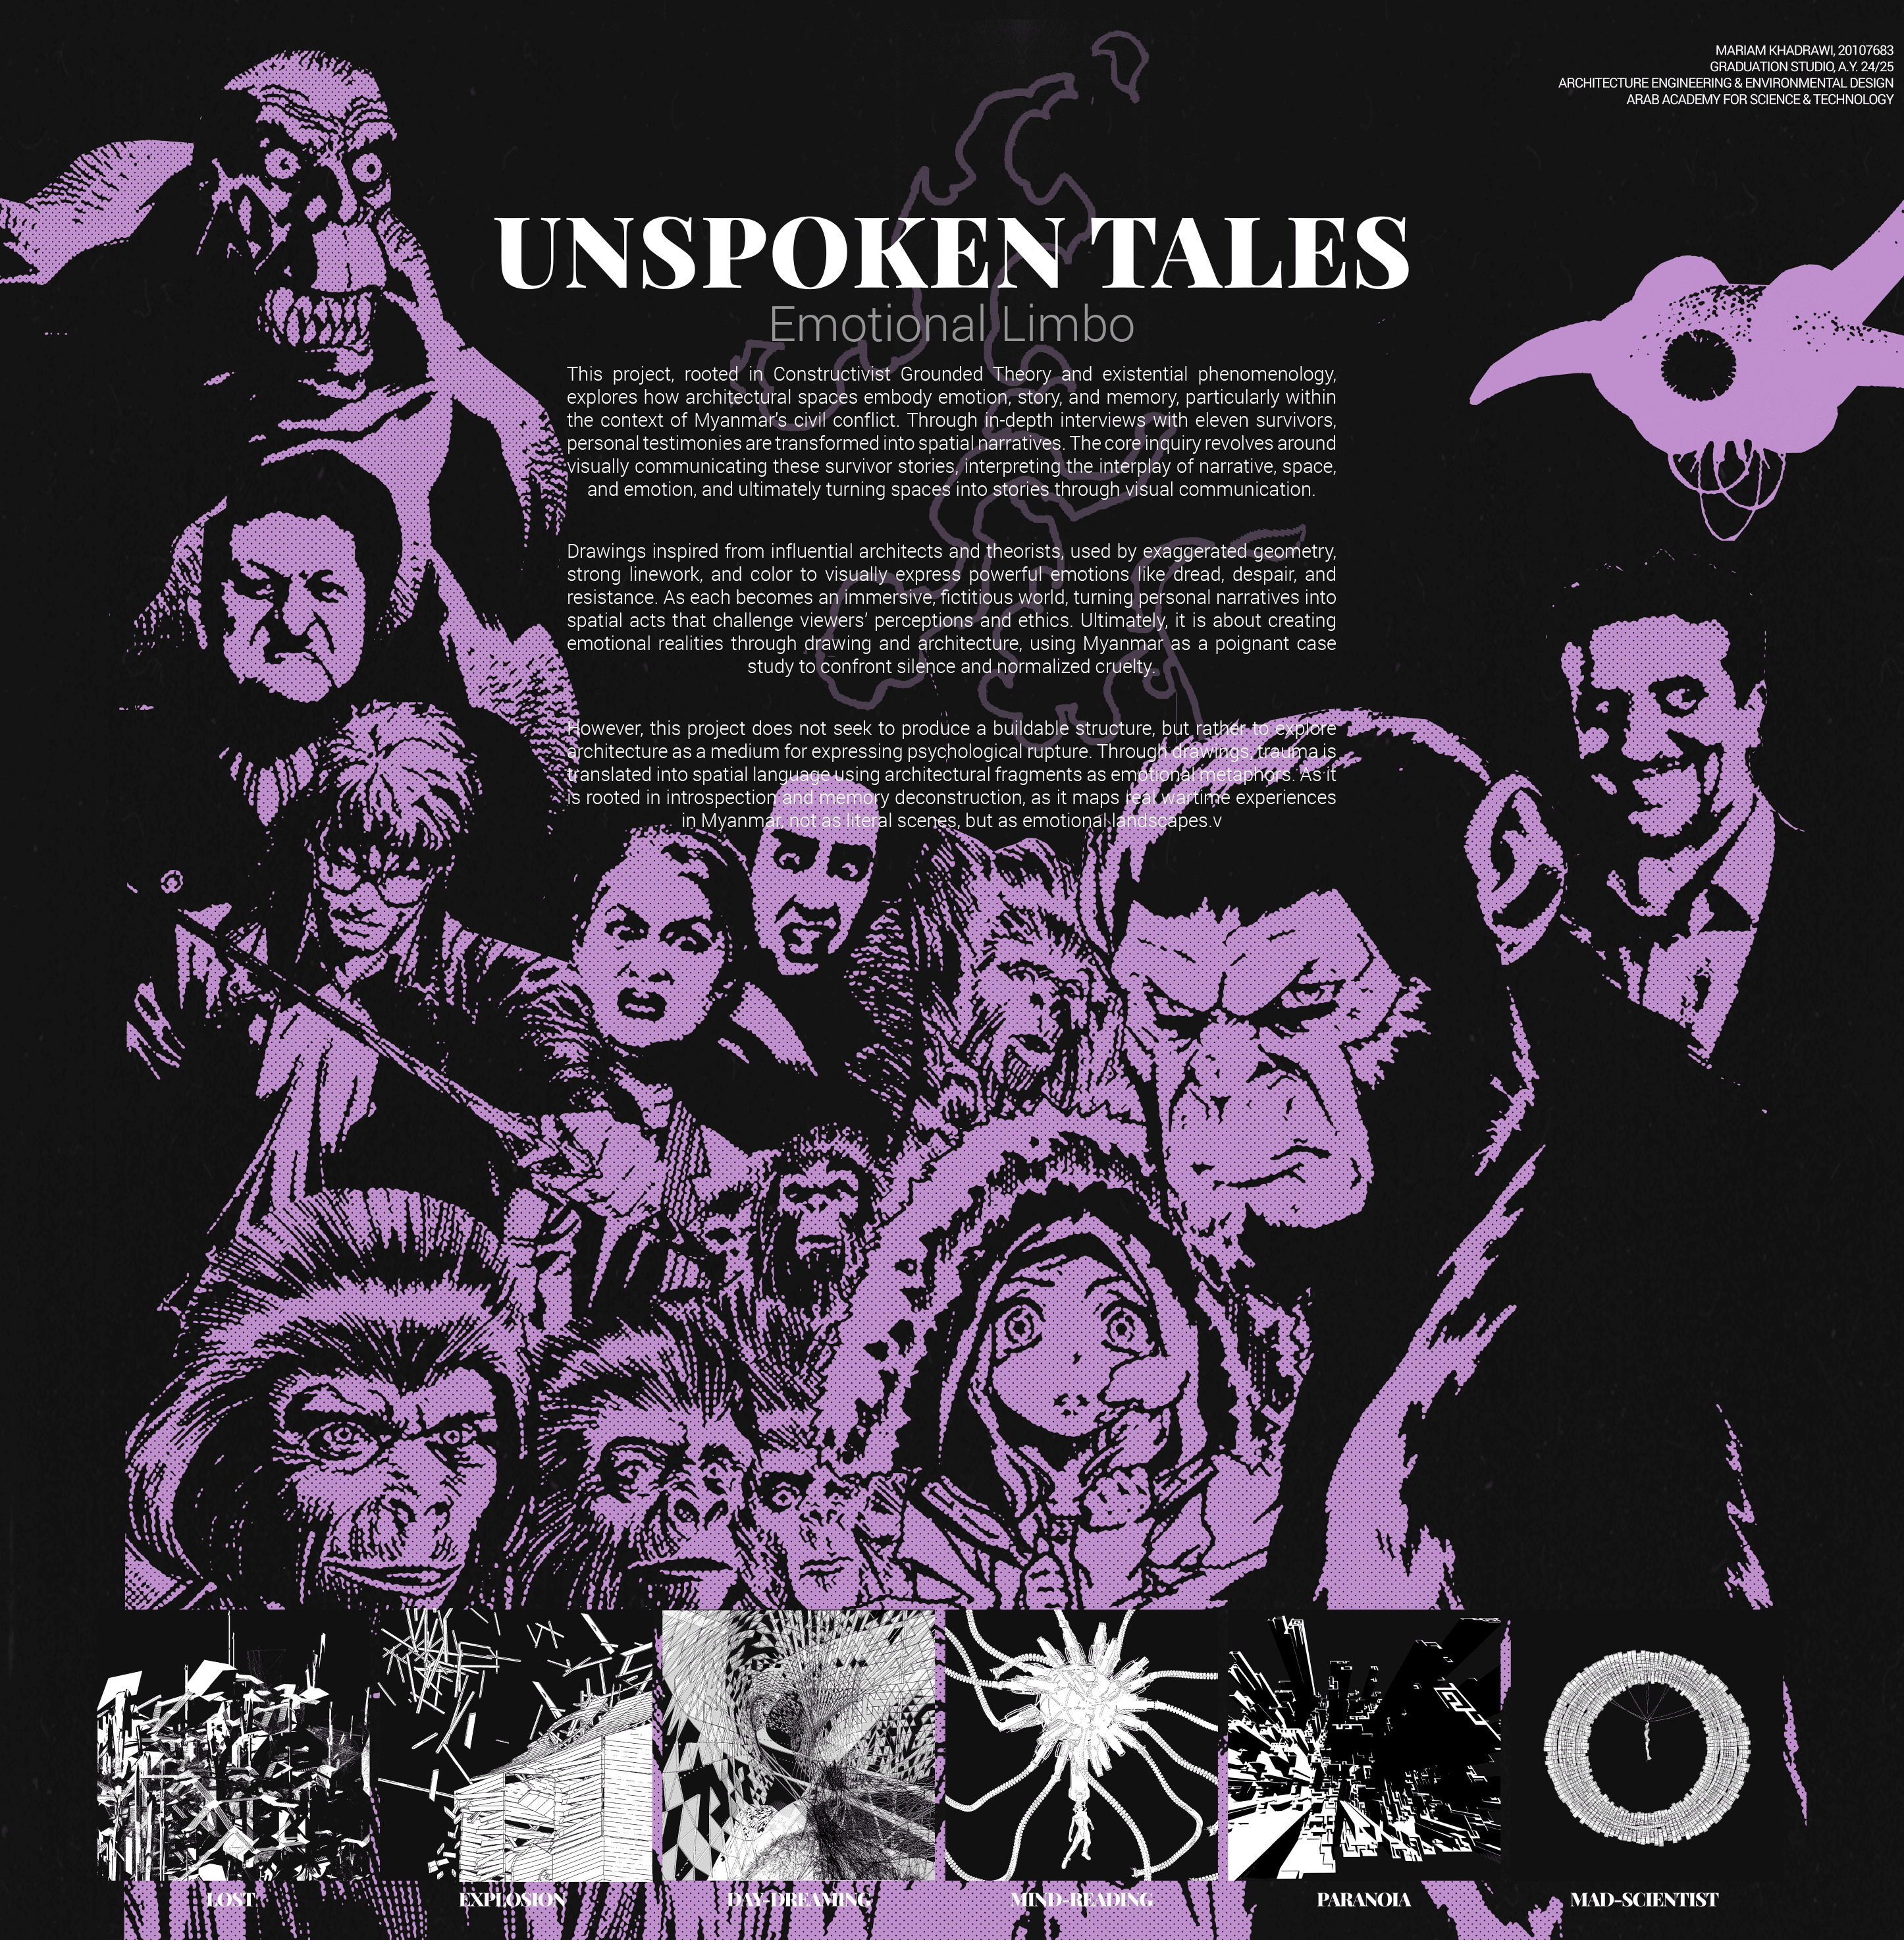 MARIAM KHADRAWI, 20107683
GRADUATION STUDIO, A.Y. 24/25
ARCHITECTURE ENGINEERING & ENVIRONMENTAL DESIGN
ARAB ACADEMY FOR SCIENCE & TECHNOLOGY
UNSPOKEN TALES
Emotional Limbo
This project, rooted in Constructivist Grounded Theory and existential phenomenology,
explores how architectural spaces embody emotion, story, and memory, particularly within
the context of Myanmar's civil conflict. Through in-depth interviews with eleven survivors,
personal testimonies are transformed into spatial narratives. The core inquiry revolves around
visually communicating these survivor stories, interpreting the interplay of narrative, space,
and emotion, and ultimately turning spaces into stories through visual communication.
Drawings inspired from influential architects and theorists, used by exaggerated geometry,
strong linework, and color to visually express powerful emotions like dread, despair, and
resistance. As each becomes an immersive, fictitious world, turning personal narratives into
spatial acts that challenge viewers' perceptions and ethics. Ultimately, it is about creating
emotional realities through drawing and architecture, using Myanmar as a poignant case
study to confront silence and normalized cruelty.
However, this project does not seek to produce a buildable structure, but rather to explore
architecture as a medium for expressing psychological rupture. Through drawings, trauma is
translated into spatial language using architectural fragments as emotional metaphors. As it
is rooted in introspection and memory deconstruction, as it maps real wartime experiences
in Myanmar, not as literal scenes, but as emotional landscapes.v
LOST
EXPLOSION
DAY-DREAMING
MIND-READING
PARANOIA
MAD-SCIENTIST